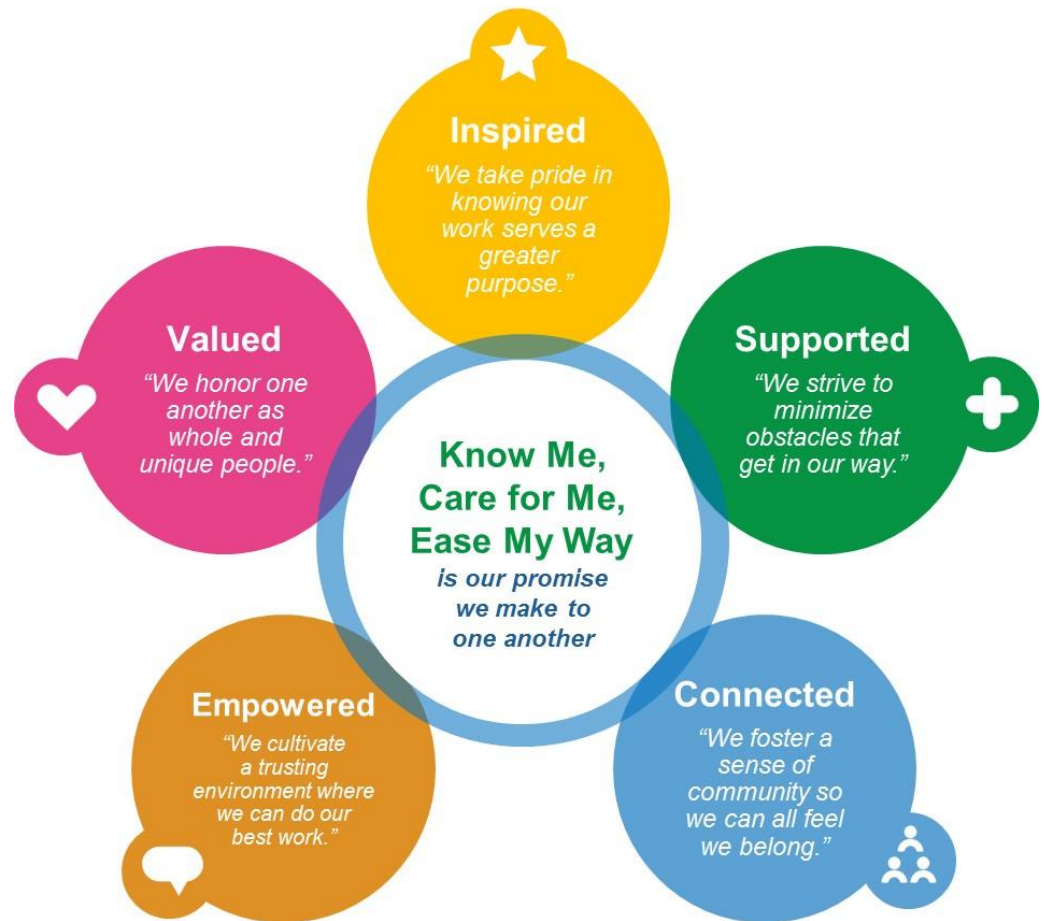 Inspired
“We take pride in
knowing our
work serves a
greater
purpose.”
Valued
“We honor one
another as
whole and
unique people.”
Supported
“We strive to
minimize
obstacles that
get in our way.”
Know Me,
Care for Me,
Ease My Way
is our promise
we make to
one another
Empowered
“We cultivate
a trusting
environment where
we can do our
best work.”
Connected
“We foster a
sense of
community so
we can all feel
we belong.”